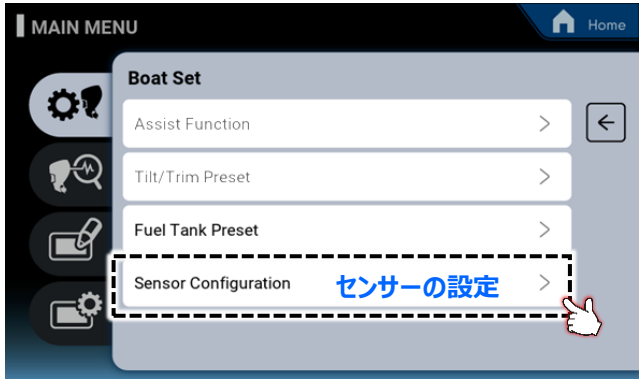 MAIN MENU
Home
Boat Set
Assist Function
Tilt/Trim Preset
Fuel Tank Preset
Sensor Configuration センサーの設定